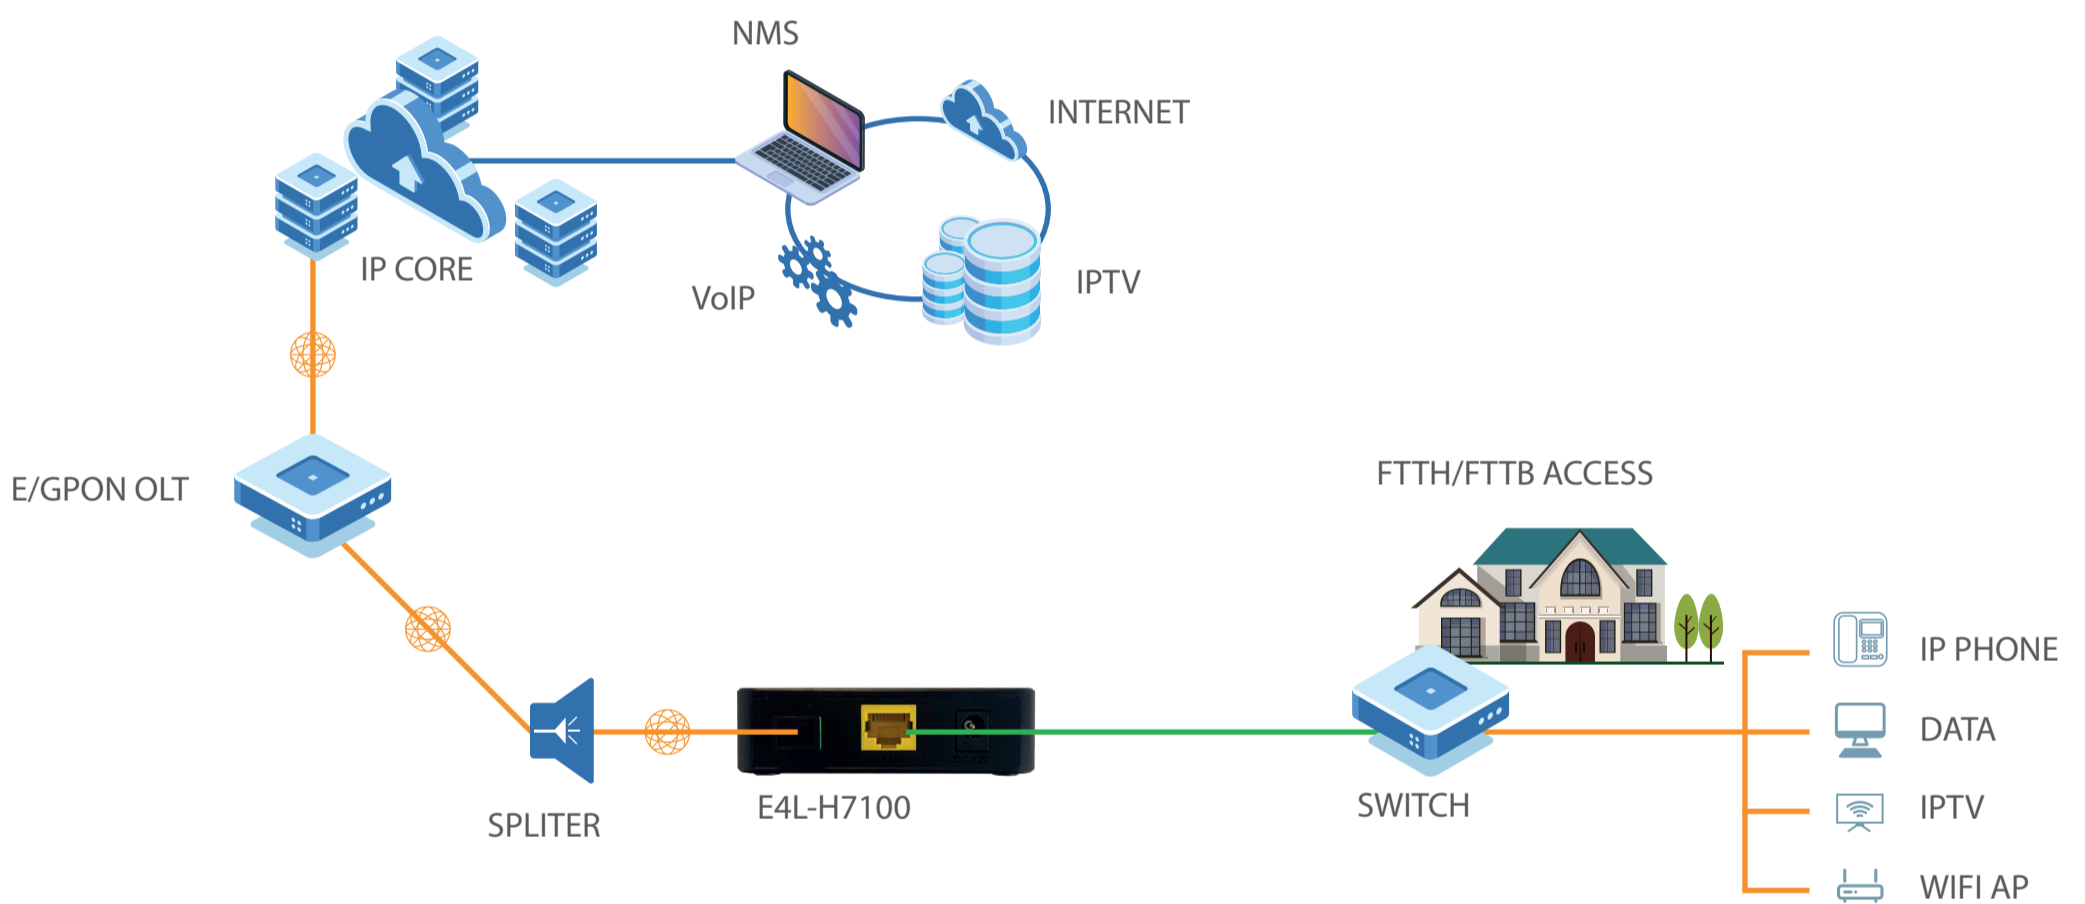 NMS
INTERNET
IP CORE
VoIP
IPTV
E/GPON OLT
FTTH/FTTB ACCESS
IP PHONE
DATA
SPLITER
E4L-H7100
SWITCH
IPTV
WIFI AP